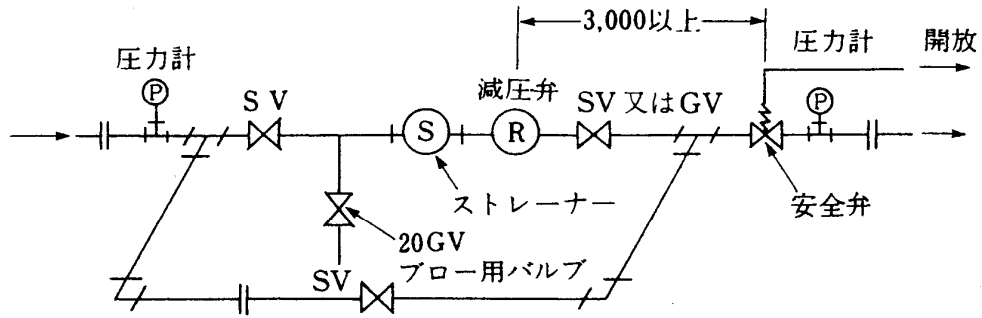 3,000以上
圧力計
開放
圧力計
減圧弁
P
SV
SV又はGV
P
S
R
ストレーナー
安全弁
20GV
ブロー用バルブ
SV